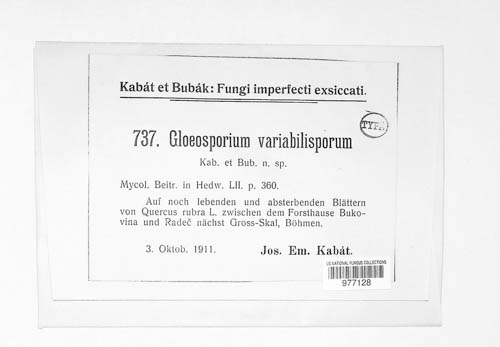 Kabát et Bubák: Fungi imperfecti exsiccati.
TYPE
737. Gloeosporium variabilisporum
Kab. et Bub. n. sp.
Mycol. Beitr. in Hedw. LII. p. 360.
Auf noch lebenden und absterbenden Blättern
von Quercus rubra L. zwischen dem Forsthause Buko-
vina und Radeč nächst Gross-Skal, Böhmen.
3. Oktob. 1911.
Jos. Em. Kabát.
US NATIONAL FUNGUS COLLECTIONS
977128